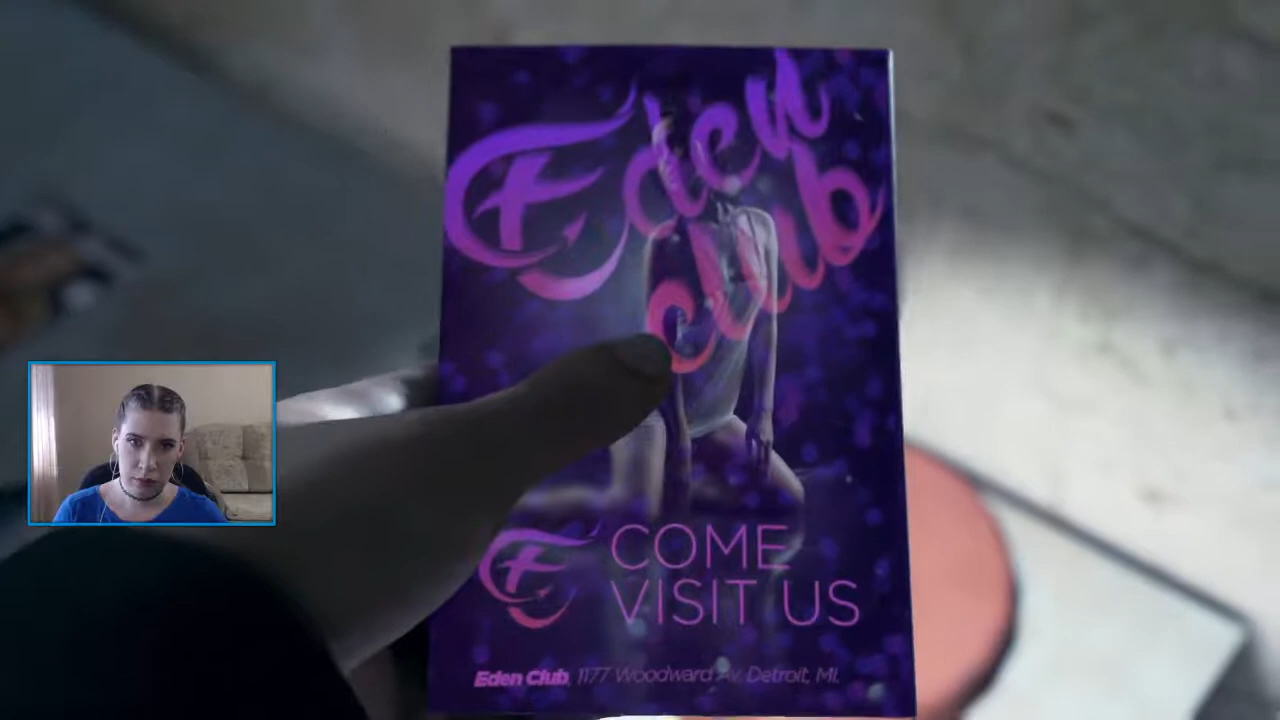 Eden
club
COME
VISIT US
Eden Club, 1177 Woodward Av. Detroit, MI.